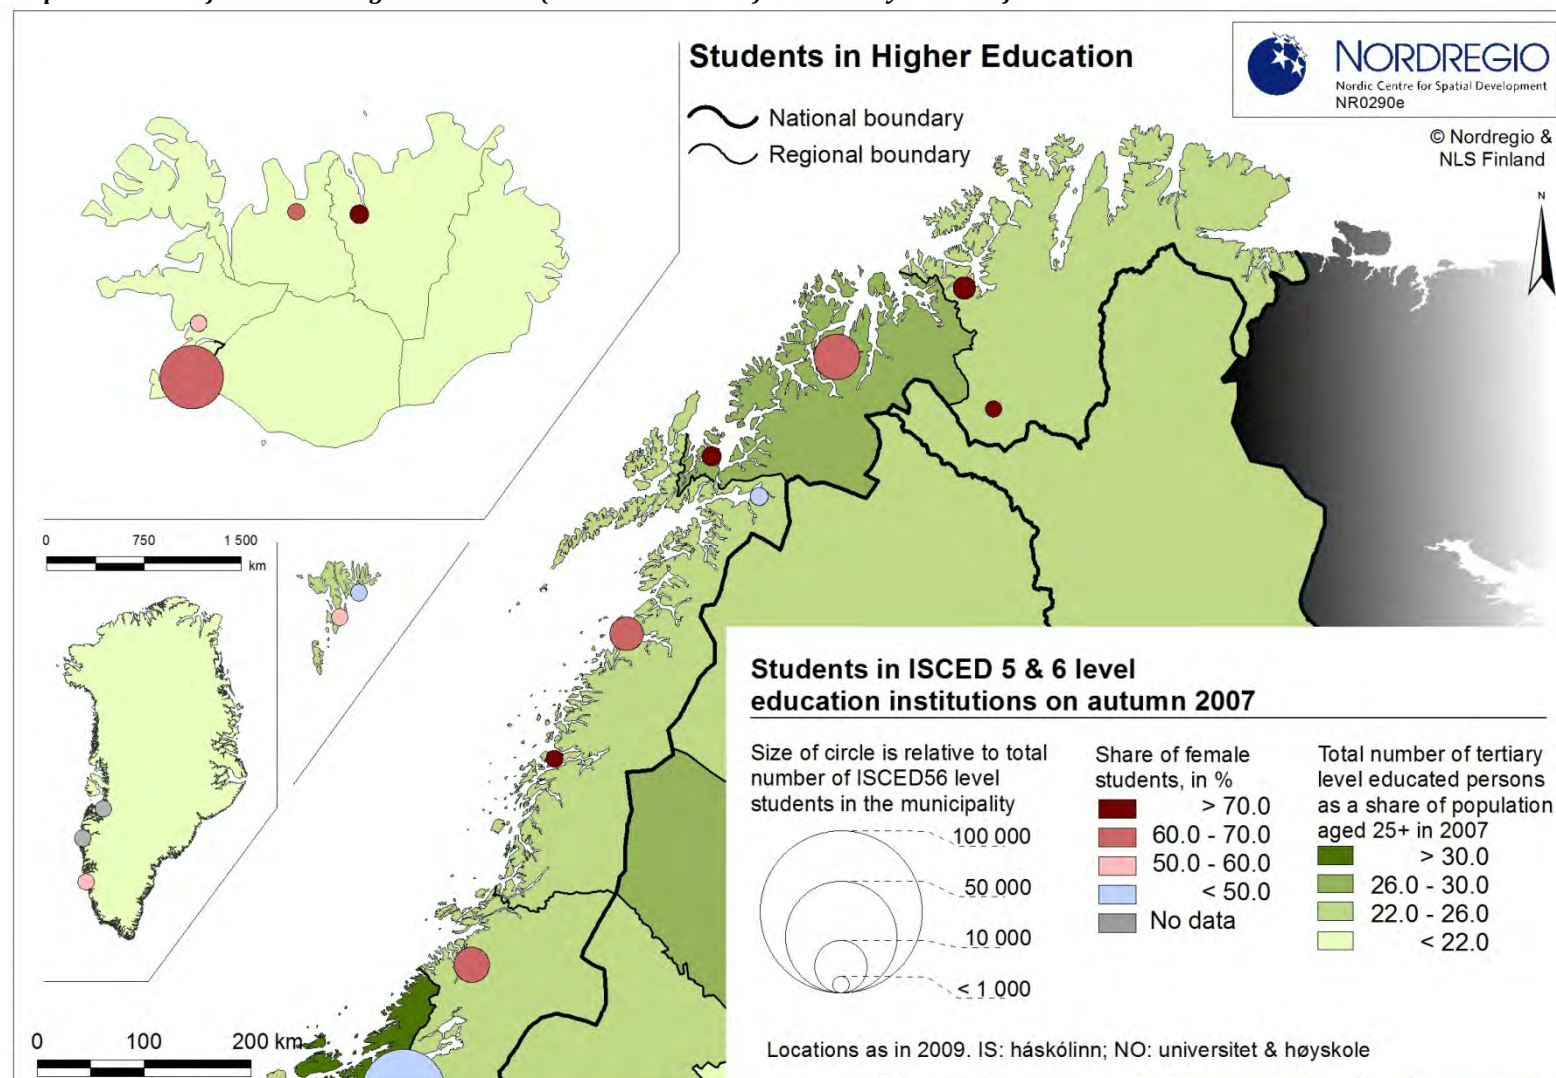 Students in Higher Education
National boundary
Regional boundary
NORDREGIO
Nordic Centre for Spatial Development
NR0290e
© Nordregio &
NLS Finland
N
0 750 1 500
km
Students in ISCED 5 & 6 level
education institutions on autumn 2007
Size of circle is relative to total
number of ISCED56 level
students in the municipality
100 000
50 000
10 000
< 1 000
Share of female
students, in %
> 70.0
60.0 - 70.0
50.0 - 60.0
< 50.0
No data
Total number of tertiary
level educated persons
as a share of population
aged 25+ in 2007
> 30.0
26.0 - 30.0
22.0 - 26.0
< 22.0
0 100 200 km
Locations as in 2009. IS: háskólinn; NO: universitet & høyskole